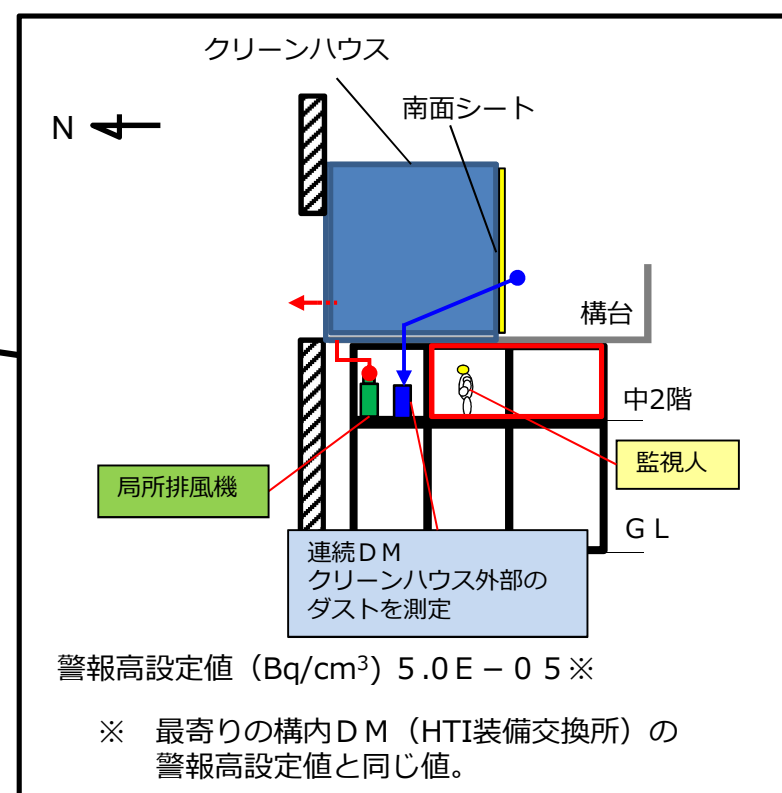 クリーンハウス
南面シート
N
構台
中2階
監視人
局所排風機
GL
連続DM
クリーンハウス外部の
ダストを測定
警報高設定値（Bq/cm³) 5.0E－05※
※　最寄りの構内DM（HTI装備交換所）の
警報高設定値と同じ値。